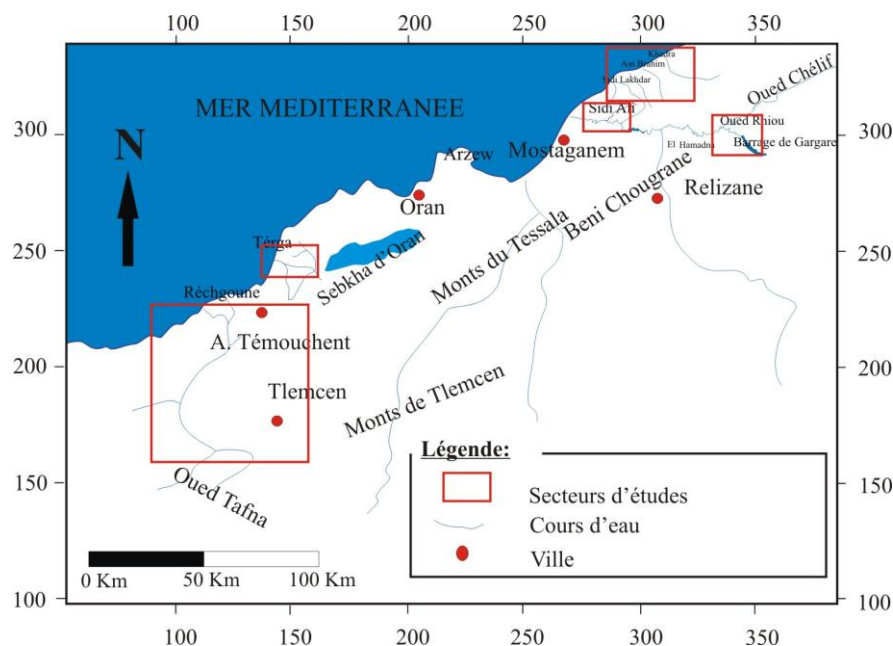 100 150 200 250 300 350
Khadra
Ain Brahim
Sidi Lakhdar
Oued Chélif
MER MEDITERRANEE
Sidi Ali
Oued Rhiou
300
300
N
Arzew
Mostaganem
El Hamadna
Barrage de Gargare
Beni Chougrane
Relizane
Oran
Térga
Sebkha d'Oran
Monts du Tessala
250
250
Réchgoune
A. Témouchent
200
200
Tlemcen
Monts de Tlemcen
Oued Tafna
150
150
Légende:
Secteurs d'études
Cours d'eau
Ville
0 Km 50 Km 100 Km
100
100
100 150 200 250 300 350